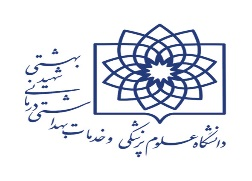 دانشگاه علوم پزشکی و خدمات بهداشتی درمانی شهید بهشتی